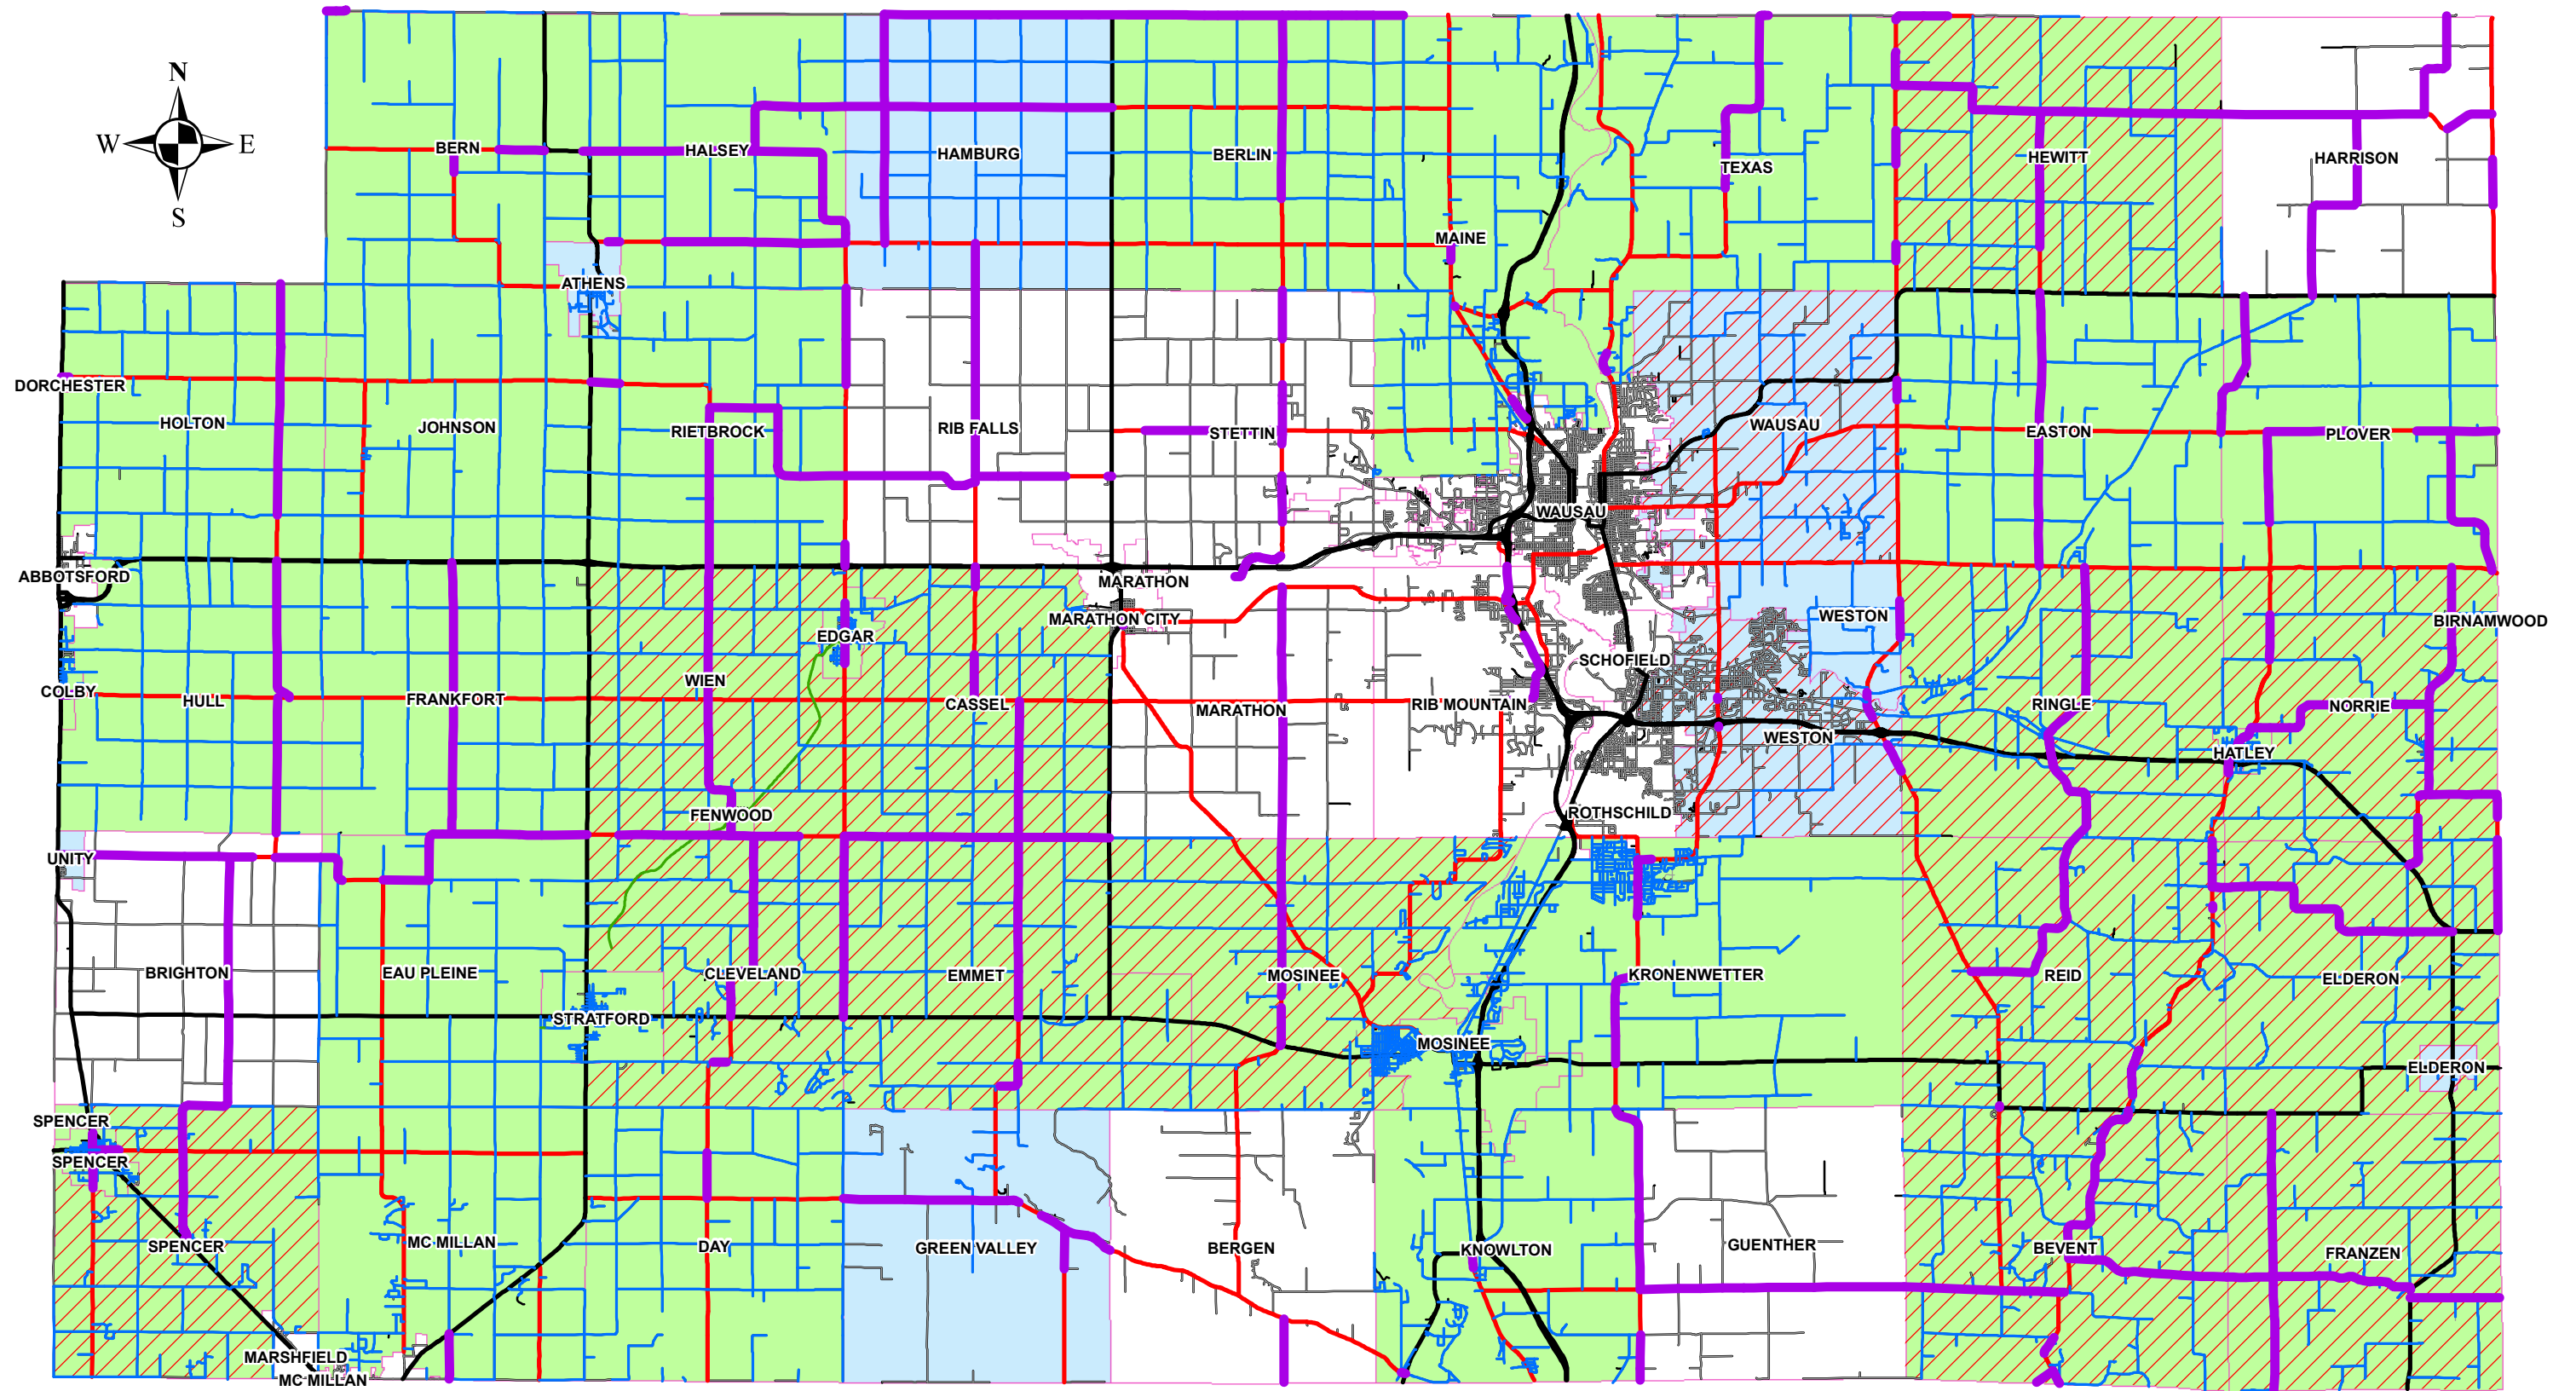 N
W E
S
BERN
HALSEY
HAMBURG
BERLIN
TEXAS
HEWITT
HARRISON
MAINE
ATHENS
DORCHESTER
HOLTON
JOHNSON
RIETBROCK
RIB FALLS
STETTIN
WAUSAU
EASTON
PLOVER
WAUSAU
ABBOTSFORD
MARATHON
MARATHON CITY
EDGAR
WESTON
BIRNAMWOOD
SCHOFIELD
COLBY
HULL
FRANKFORT
WIEN
CASSEL
MARATHON
RIB MOUNTAIN
RINGLE
NORRIE
WESTON
HATLEY
FENWOOD
ROTHSCHILD
UNITY
BRIGHTON
EAU PLEINE
CLEVELAND
EMMET
MOSINEE
KRONENWETTER
REID
ELDERON
STRATFORD
MOSINEE
ELDERON
SPENCER
SPENCER
SPENCER
MC MILLAN
DAY
GREEN VALLEY
BERGEN
KNOWLTON
GUENTHER
BEVENT
FRANZEN
MARSHFIELD
MC MILLAN